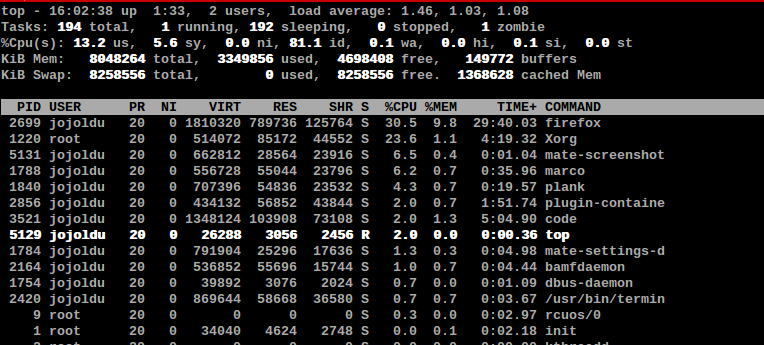 top - 16:02:38 up  1:33,  2 users,  load average: 1.46, 1.03, 1.08
Tasks: 194 total,   1 running, 192 sleeping,   0 stopped,   1 zombie
%Cpu(s): 13.2 us,  5.6 sy,  0.0 ni, 81.1 id,  0.1 wa,  0.0 hi,  0.1 si,  0.0 st
KiB Mem:   8048264 total,  3349856 used,  4698408 free,   149772 buffers
KiB Swap:  8258556 total,        0 used,  8258556 free.  1368628 cached Mem
PID USER      PR  NI    VIRT    RES    SHR S  %CPU %MEM     TIME+ COMMAND
2699 jojoldu   20   0 1810320 789736 125764 S  30.5  9.8  29:40.03 firefox
1220 root      20   0  514072  85172  44552 S  23.6  1.1   4:19.32 Xorg
5131 jojoldu   20   0  662812  28564  23916 S   6.5  0.4   0:01.04 mate-screenshot
1788 jojoldu   20   0  556728  55044  23796 S   6.2  0.7   0:35.96 marco
1840 jojoldu   20   0  707396  54836  23532 S   4.3  0.7   0:19.57 plank
2856 jojoldu   20   0  434132  56852  43844 S   2.0  0.7   1:51.74 plugin-containe
3521 jojoldu   20   0 1348124 103908  73108 S   2.0  1.3   5:04.90 code
5129 jojoldu   20   0   26288   3056   2456 R   2.0  0.0   0:00.36 top
1784 jojoldu   20   0  791904  25296  17636 S   1.3  0.3   0:04.98 mate-settings-d
2164 jojoldu   20   0  536852  55696  15744 S   1.0  0.7   0:04.44 bamfdaemon
1754 jojoldu   20   0   39892   3076   2024 S   0.7  0.0   0:01.09 dbus-daemon
2420 jojoldu   20   0  869644  58668  36580 S   0.7  0.7   0:03.67 /usr/bin/termin
9 root      20   0       0      0      0 S   0.3  0.0   0:02.97 rcuos/0
1 root      20   0   34040   4624   2748 S   0.0  0.1   0:02.18 init